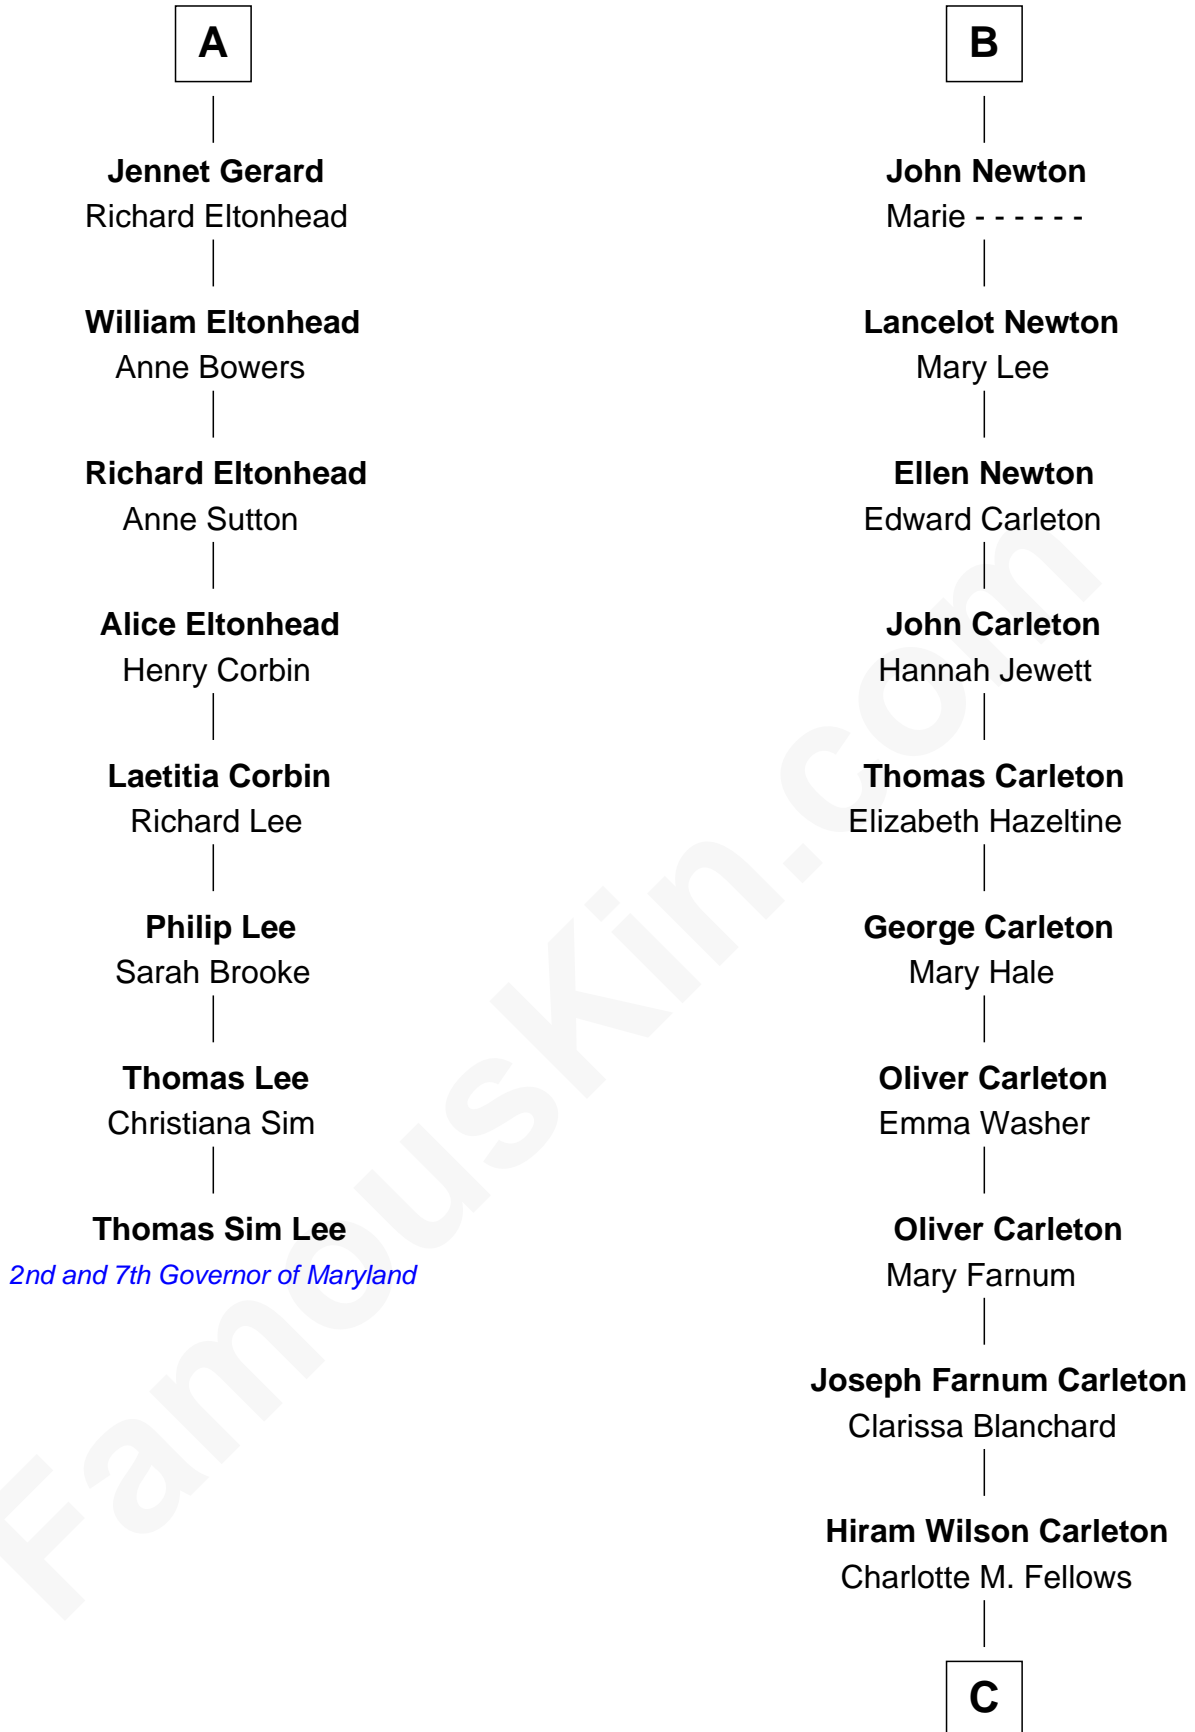 A
Jennet Gerard
Richard Eltonhead
William Eltonhead
Anne Bowers
Richard Eltonhead
Anne Sutton
Alice Eltonhead
Henry Corbin
Laetitia Corbin
Richard Lee
Philip Lee
Sarah Brooke
Thomas Lee
Christiana Sim
Thomas Sim Lee
2nd and 7th Governor of Maryland
B
John Newton
Marie - - - - - -
Lancelot Newton
Mary Lee
Ellen Newton
Edward Carleton
John Carleton
Hannah Jewett
Thomas Carleton
Elizabeth Hazeltine
George Carleton
Mary Hale
Oliver Carleton
Emma Washer
Oliver Carleton
Mary Farnum
Joseph Farnum Carleton
Clarissa Blanchard
Hiram Wilson Carleton
Charlotte M. Fellows
C
FamousKin.com